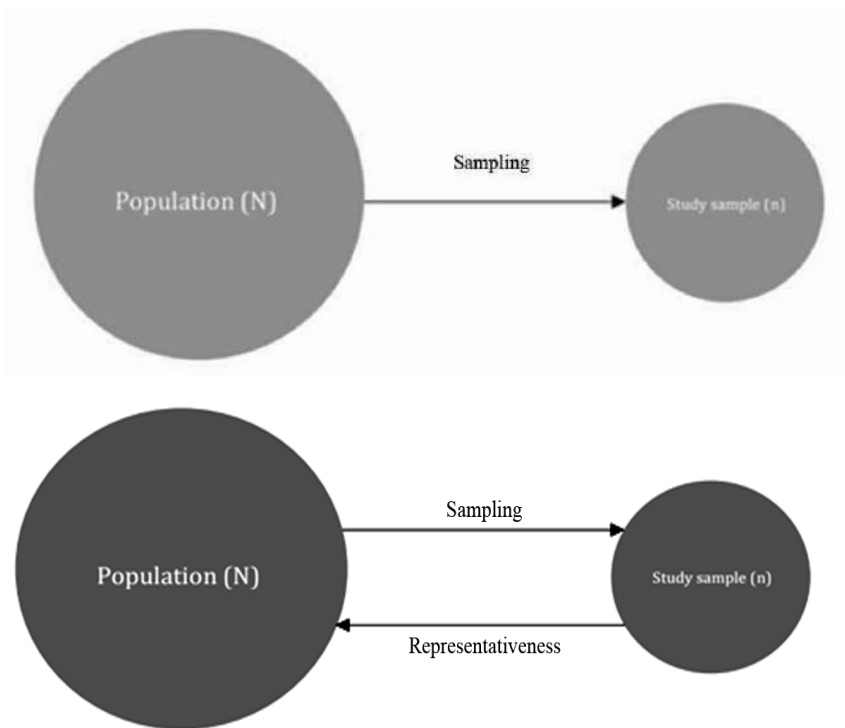 Sampling
Population (N)
Study sample (n)
Sampling
Population (N)
Study sample (n)
Representativeness